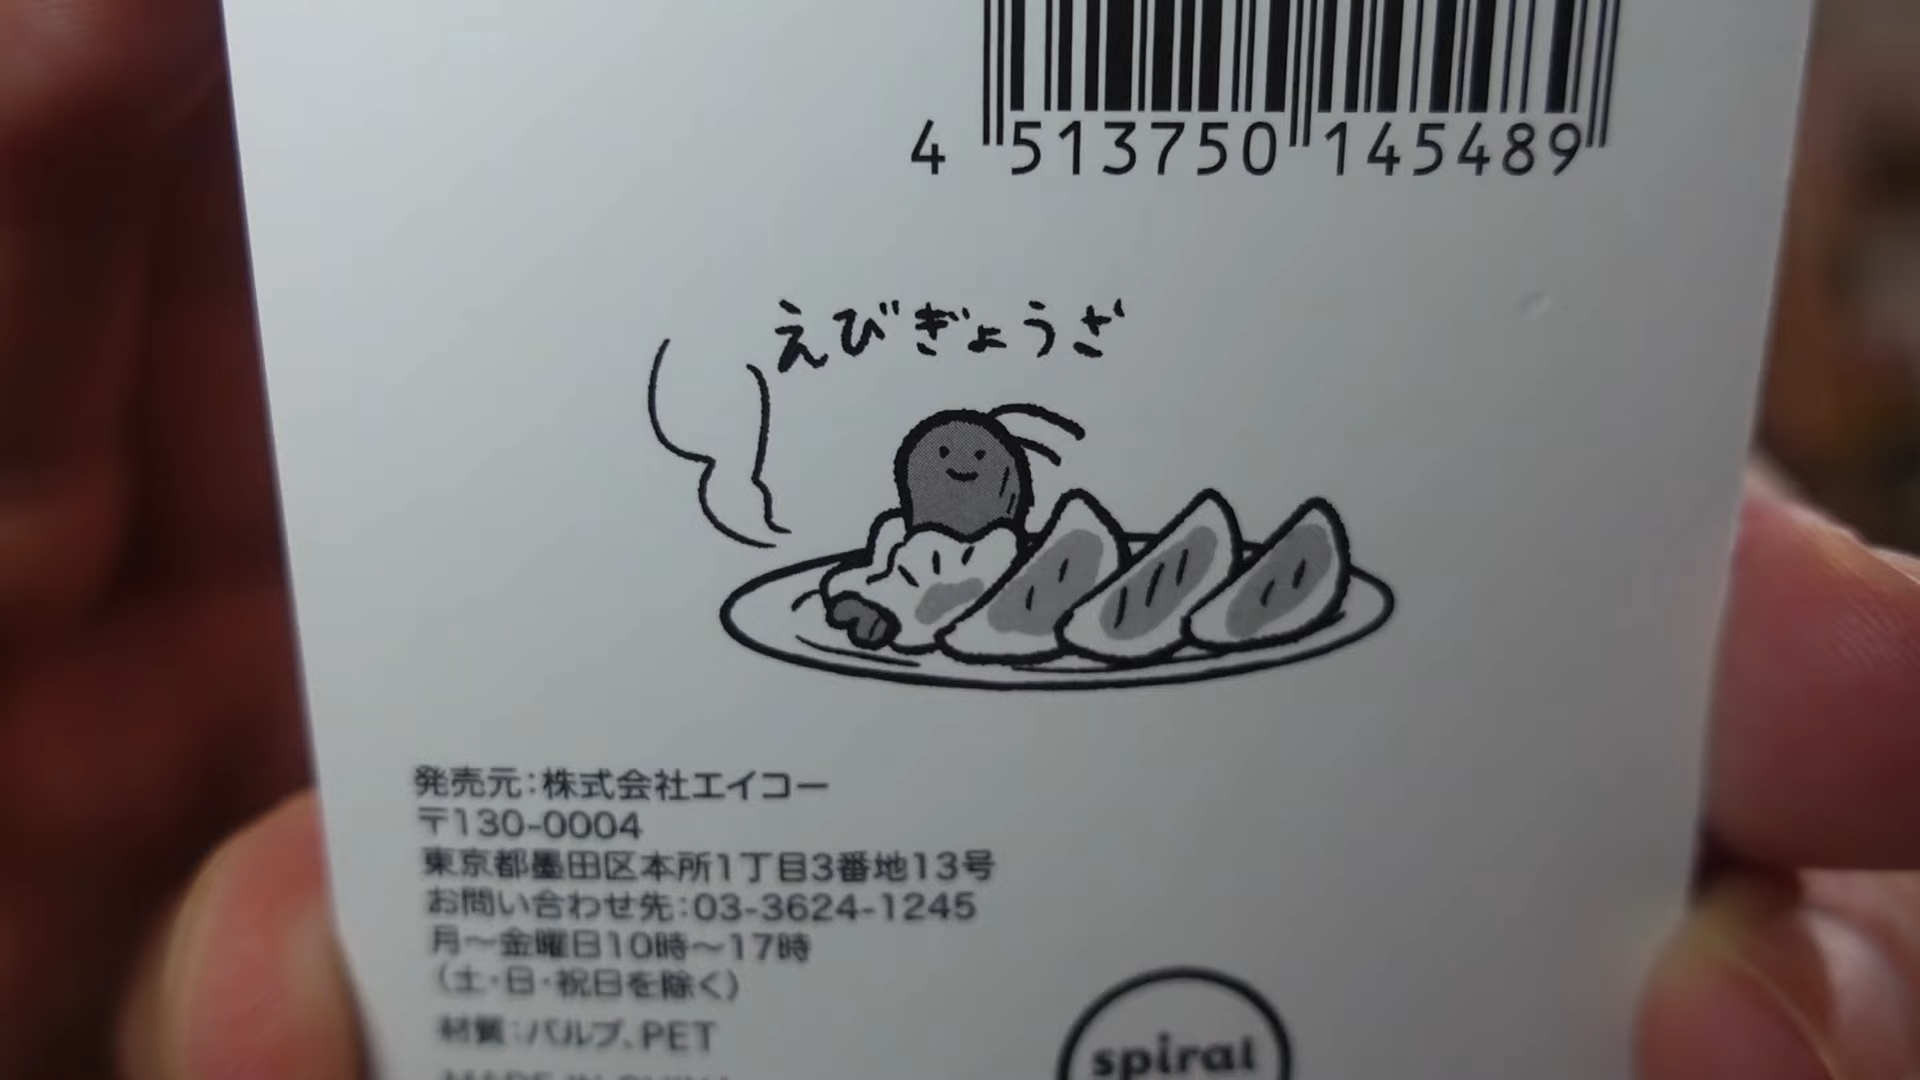 4 513750 145489
えびぎょうざ
発売元:株式会社エイコー
〒130-0004
東京都墨田区本所1丁目3番地13号
お問い合わせ先:03-3624-1245
月〜金曜日10時〜17時
(土・日・祝日を除く)
材質:パルプ、PET
spiral